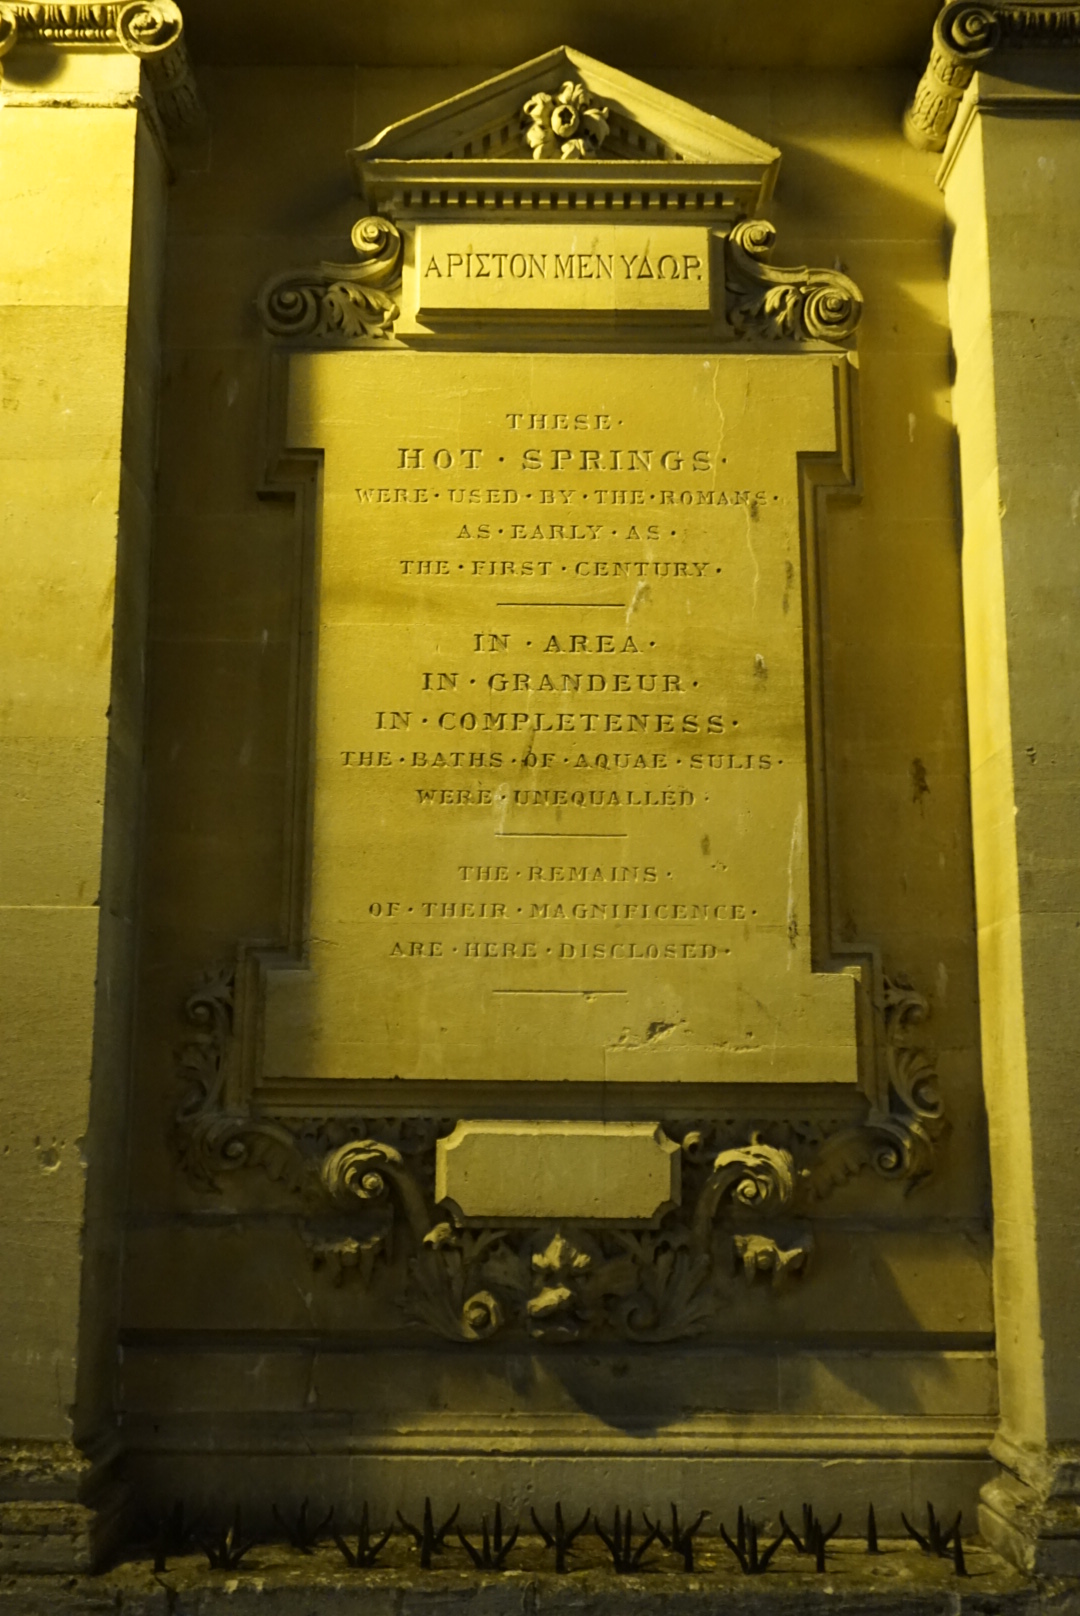 ΑΡΙΣΤΟΝ ΜΕΝ ΥΔΩΡ.
THESE·
HOT · SPRINGS·
WERE·USED·BY·THE·ROMANS·
AS·EARLY·AS·
THE·FIRST·CENTURY·
IN·AREA·
IN·GRANDEUR·
IN·COMPLETENESS·
THE·BATHS·OF·AQUAE·SULIS·
WERE·UNEQUALLED·
THE·REMAINS·
OF·THEIR·MAGNIFICENCE·
ARE·HERE·DISCLOSED·